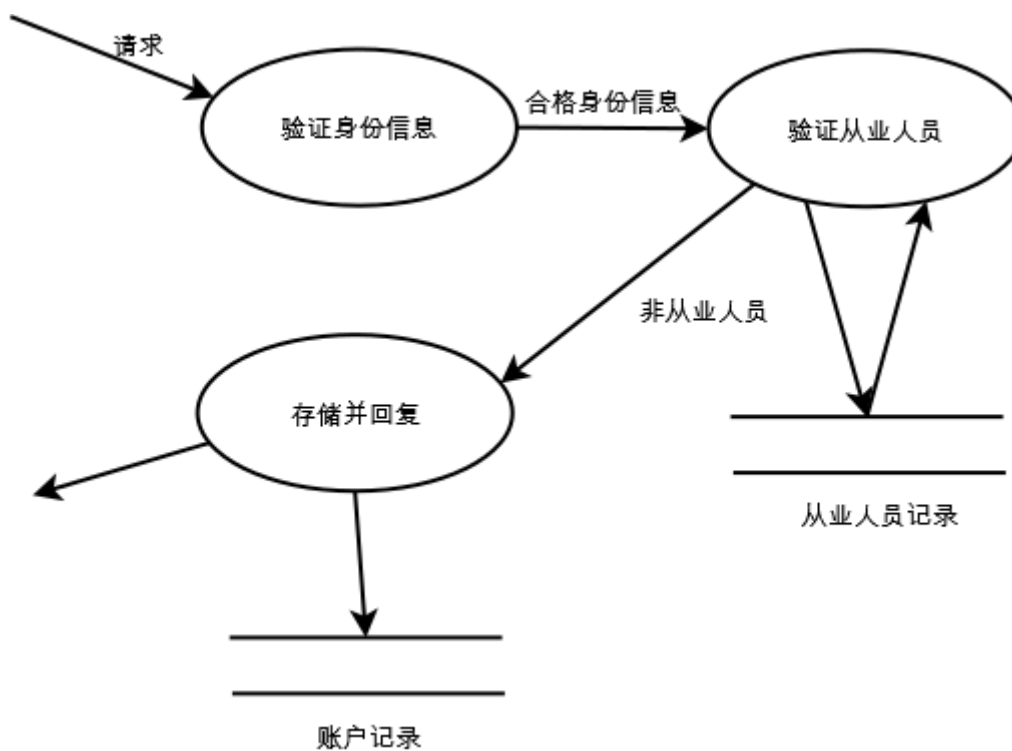 请求
验证身份信息
合格身份信息
验证从业人员
非从业人员
存储并回复
从业人员记录
账户记录